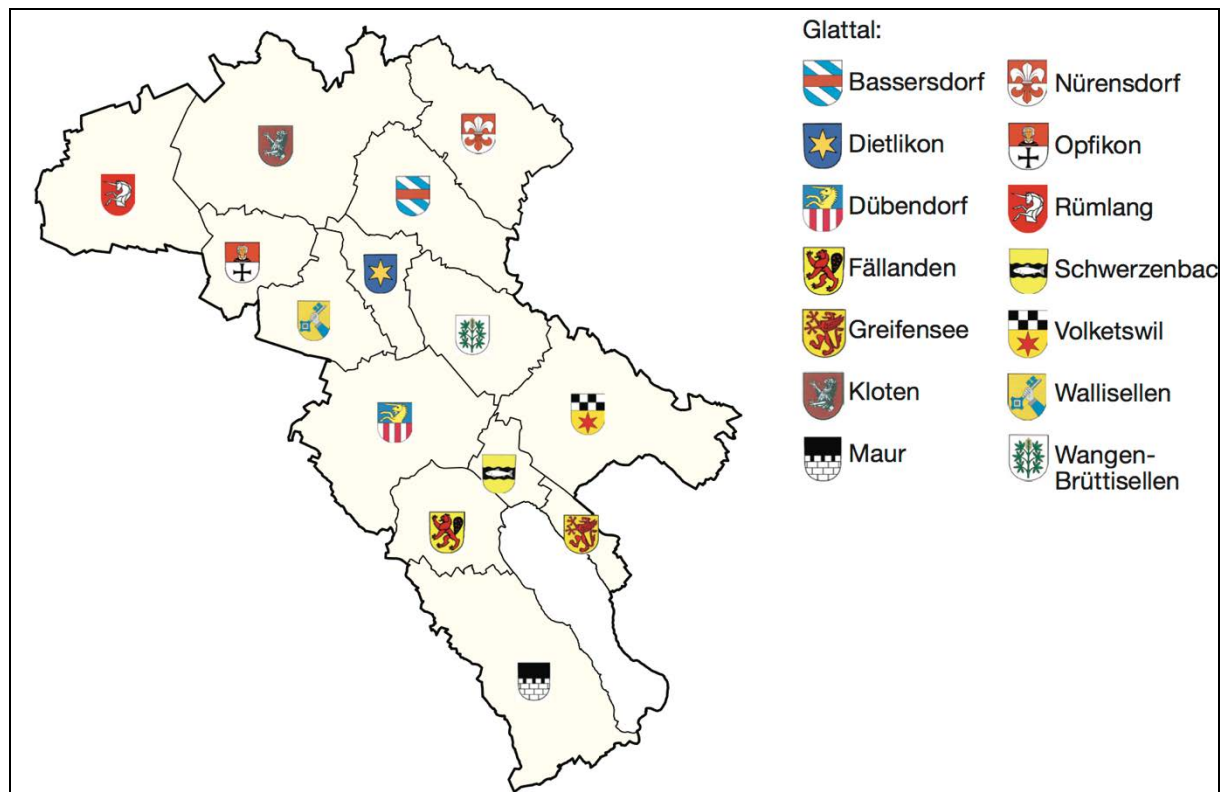 Glattal:
Bassersdorf
Nürensdorf
Dietlikon
Opfikon
Dübendorf
Rümlang
Fällanden
Schwerzenbac
Greifensee
Volketswil
Kloten
Wallisellen
Maur
Wangen-
Brüttisellen